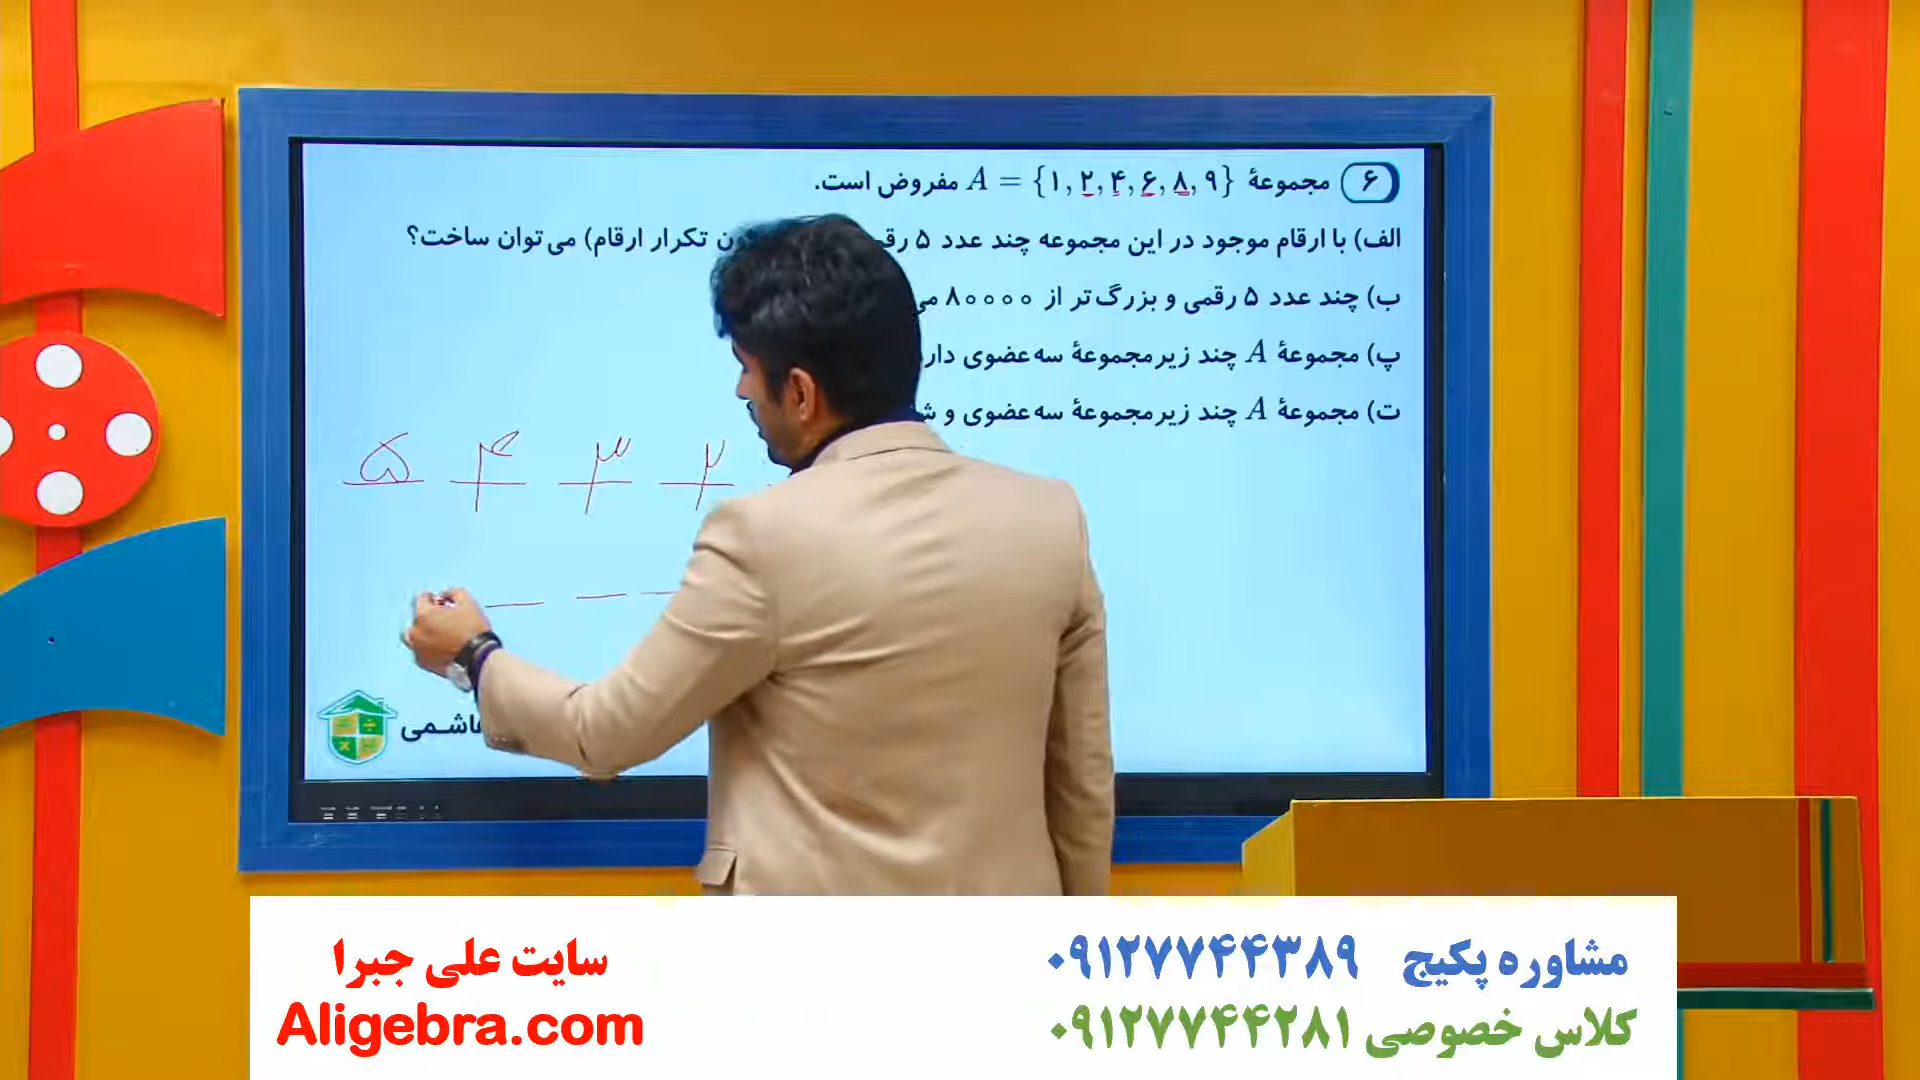 ۶ مجموعهٔ A = {۱, ۲, ۴, ۶, ۸, ۹} مفروض است.
الف) با ارقام موجود در این مجموعه چند عدد ۵ تکرار ارقام) می‌توان ساخت؟
ب) چند عدد ۵ رقمی و بزرگ‌تر از ۸۰۰۰۰
پ) مجموعهٔ A چند زیرمجموعهٔ سه‌عضوی
ت) مجموعهٔ A چند زیرمجموعهٔ سه‌عضوی و
۵ ۴ ۳ ۲
سایت علی جبرا
Aligebra.com
مشاوره پکیج ۰۹۱۲۷۷۴۴۳۸۹
کلاس خصوصی ۰۹۱۲۷۷۴۴۲۸۱